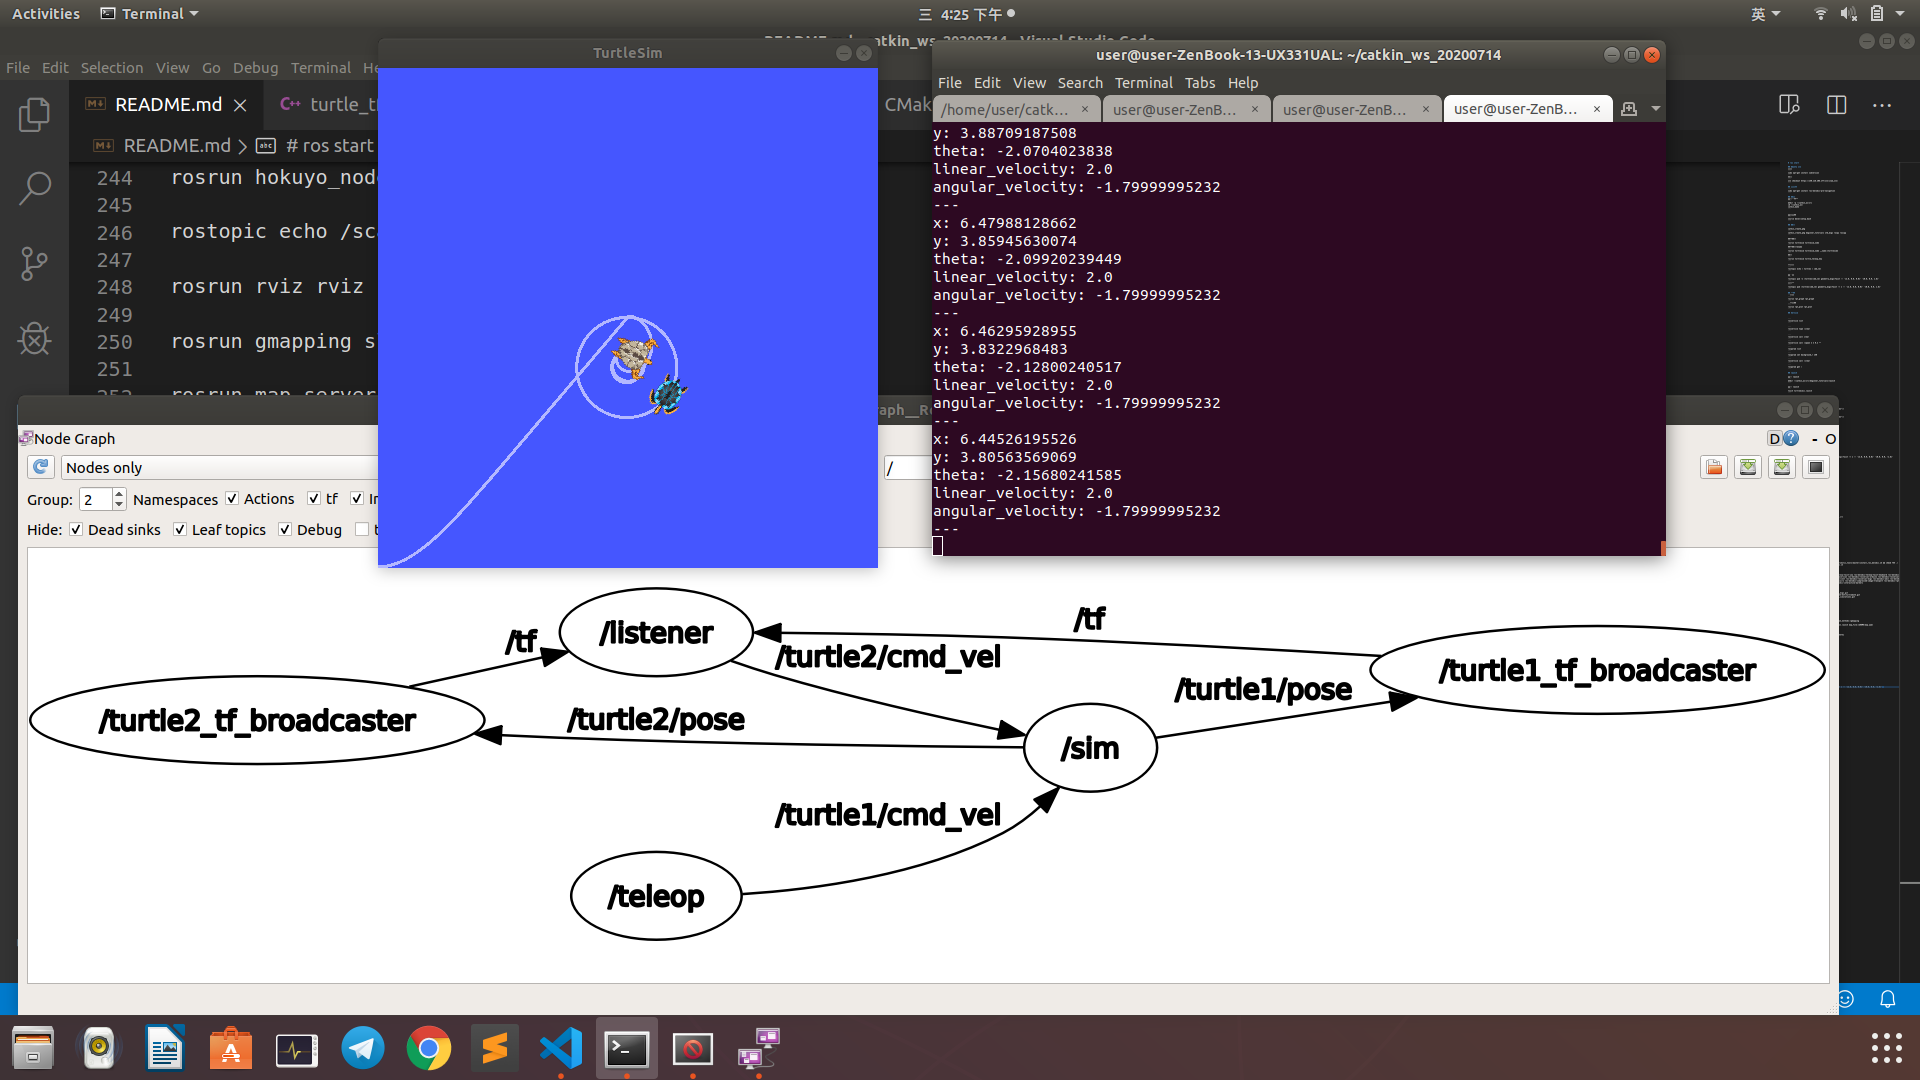 Activities
Terminal
三 4:25 下午
英
README.md
Visual Studio Code
File Edit Selection View Go Debug Terminal
README.md
turtle_t
CMak
README.md > # ros start
244 rosrun hokuyo_nod
245
246 rostopic echo /sc
247
248 rosrun rviz rviz
249
250 rosrun gmapping s
251
TurtleSim
user@user-ZenBook-13-UX331UAL: ~/catkin_ws_20200714
File Edit View Search Terminal Tabs Help
/home/user/catk...
user@user-ZenB...
user@user-ZenB...
user@user-ZenB...
y: 3.88709187508
theta: -2.0704023838
linear_velocity: 2.0
angular_velocity: -1.79999995232
---
x: 6.47988128662
y: 3.85945630074
theta: -2.09920239449
linear_velocity: 2.0
angular_velocity: -1.79999995232
---
x: 6.46295928955
y: 3.8322968483
theta: -2.12800240517
linear_velocity: 2.0
angular_velocity: -1.79999995232
---
x: 6.44526195526
y: 3.80563569069
theta: -2.15680241585
linear_velocity: 2.0
angular_velocity: -1.79999995232
---
Node Graph
D
- O
Nodes only
/
Group: 2 Namespaces Actions tf
Hide: Dead sinks Leaf topics Debug
/tf
/listener
/tf
/turtle2/cmd_vel
/turtle1_tf_broadcaster
/turtle1/pose
/turtle2_tf_broadcaster
/turtle2/pose
/sim
/turtle1/cmd_vel
/teleop